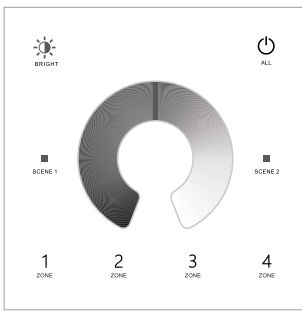 BRIGHT
ALL
SCENE 1
SCENE 2
1 2 3 4
ZONE ZONE ZONE ZONE